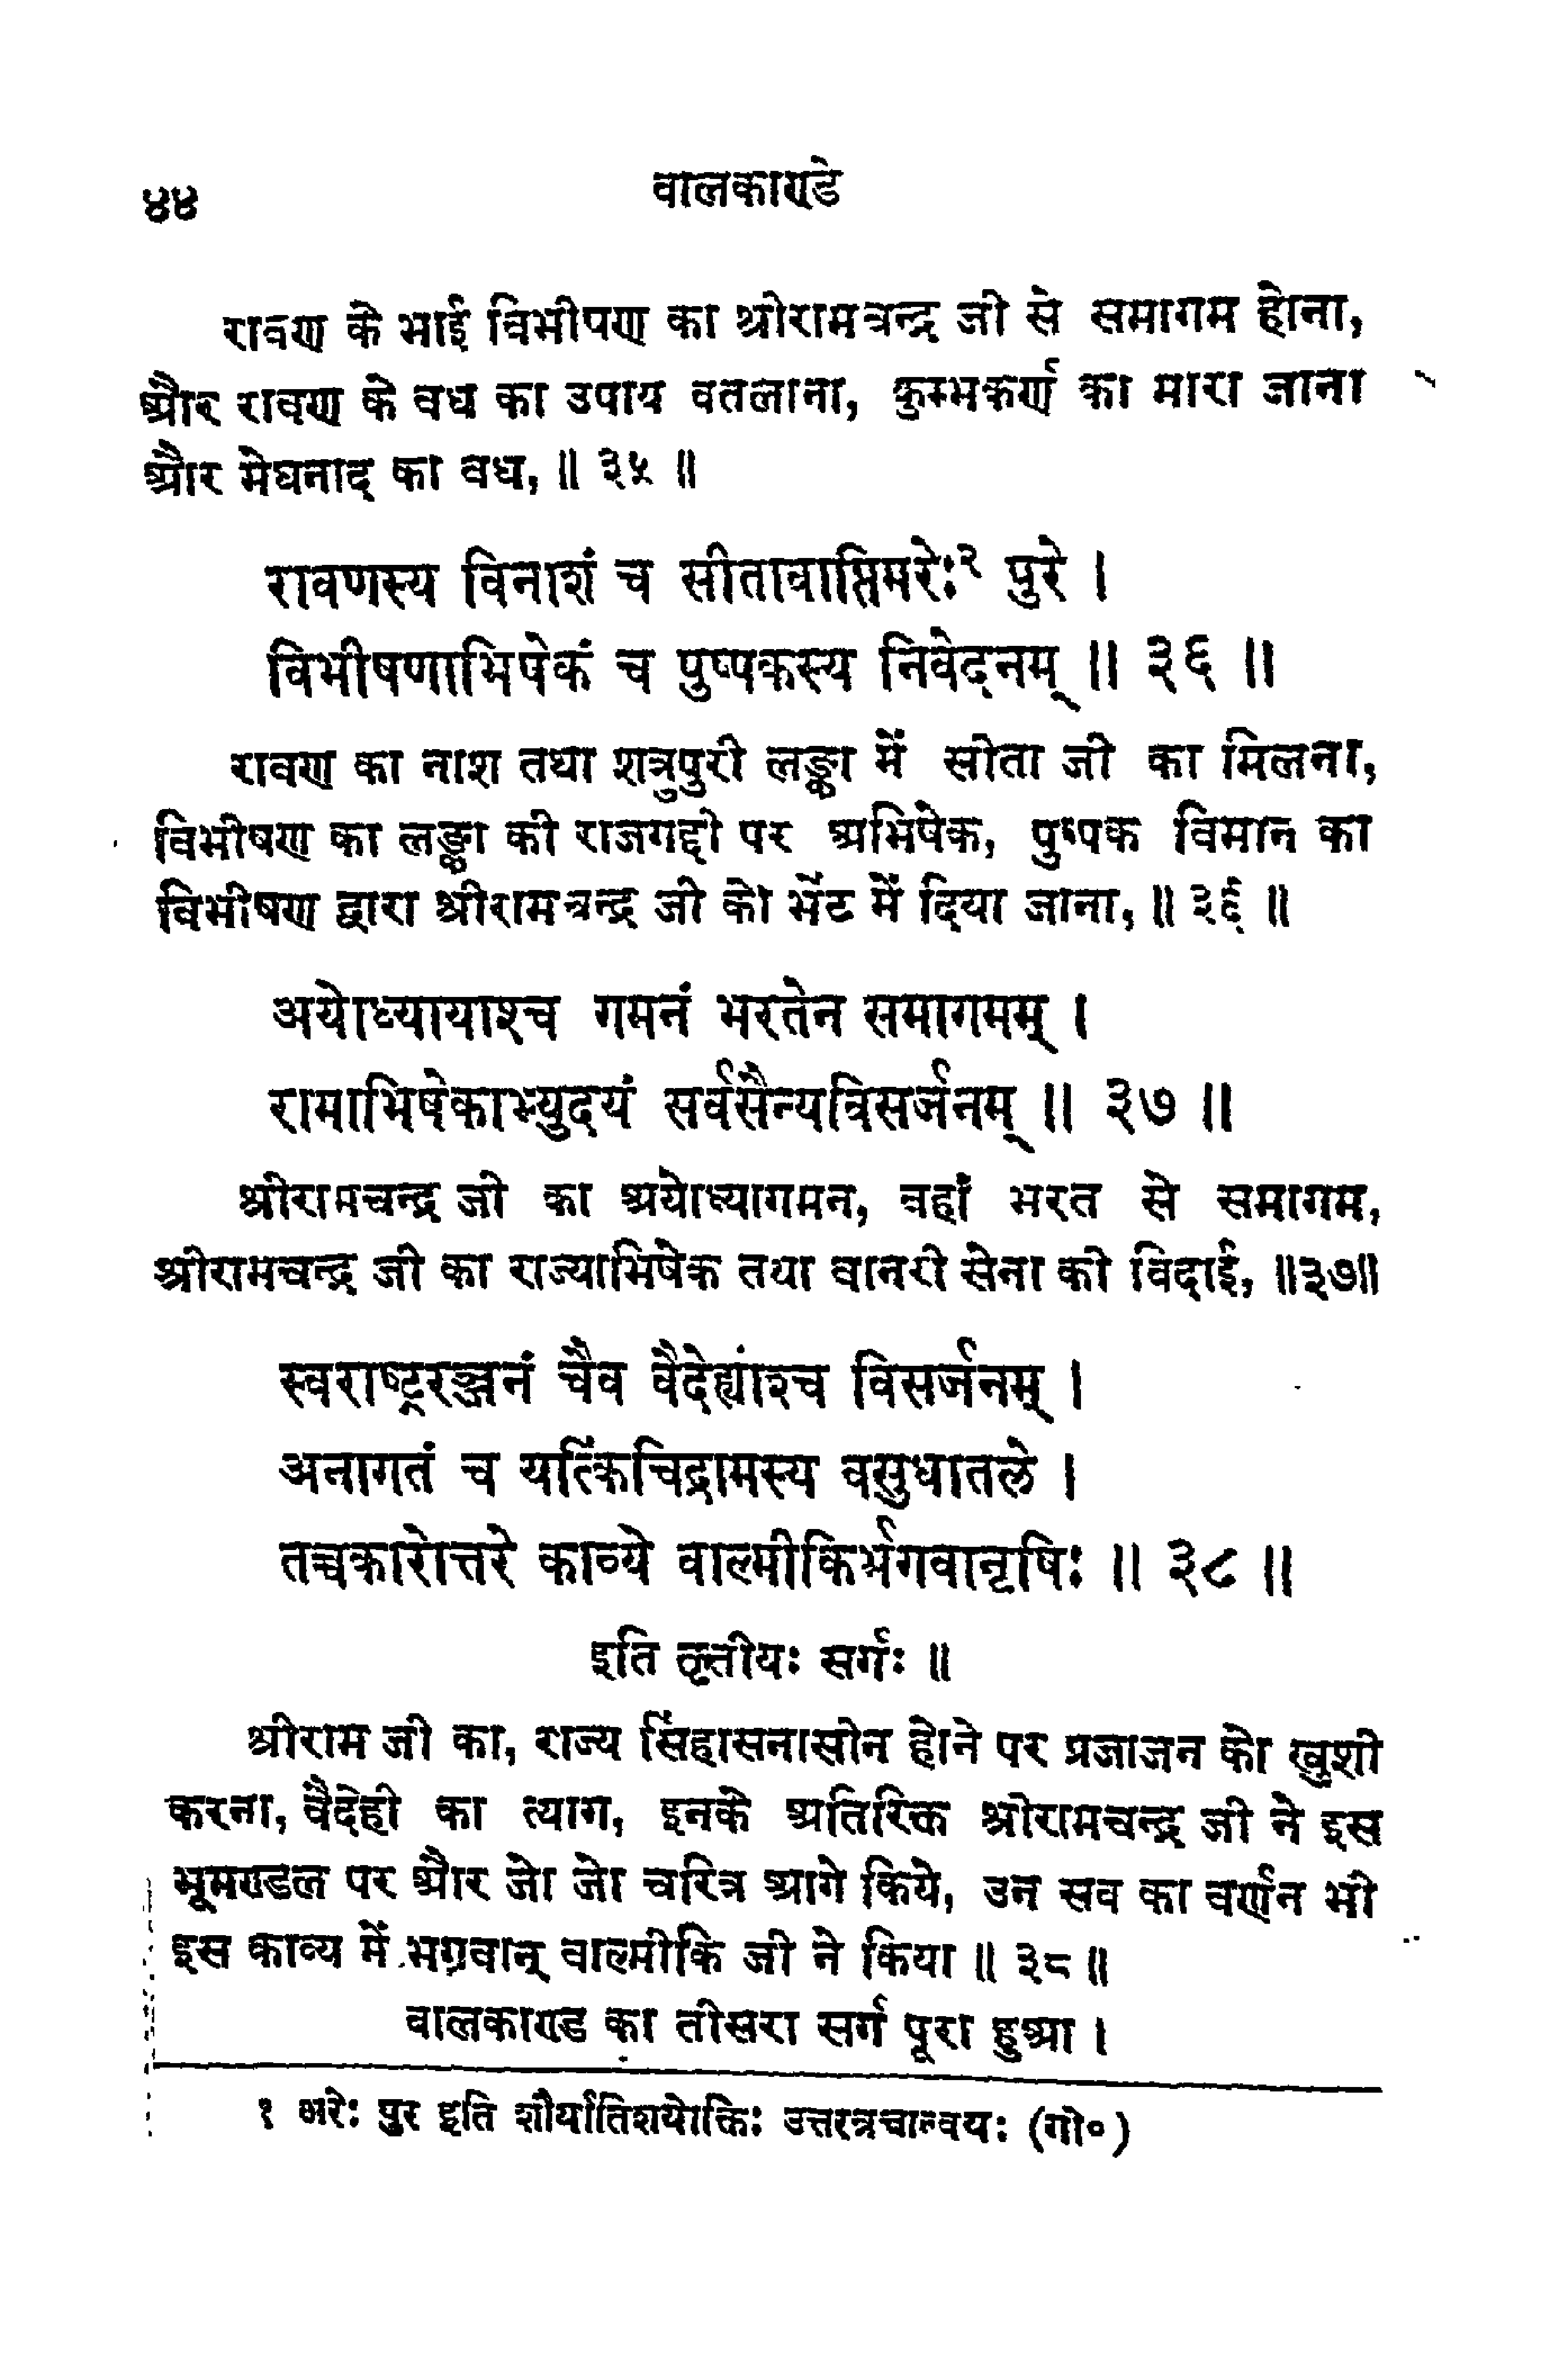 ४४ वालकाण्डे
रावण के भाई विभीषण का श्रीरामचन्द्र जी से समागम होना,
और रावण के वध का उपाय वतलाना, कुम्भकर्ण का मारा जाना
और मेघनाद का वध, ॥ ३५ ॥
रावणस्य विनाशं च सीतावाप्तिमरेः२ पुरे ।
विभीषणाभिषेकं च पुष्पकस्य निवेदनम् ॥ ३६ ॥
रावण का नाश तथा शत्रुपुरी लङ्का में सीता जी का मिलना,
विभीषण का लङ्का की राजगद्दी पर अभिषेक, पुष्पक विमान का
विभीषण द्वारा श्रीरामचन्द्र जी को भेंट में दिया जाना, ॥ ३६ ॥
अयोध्यायाश्च गमनं भरतेन समागमम् ।
रामाभिषेकाभ्युदयं सर्वसैन्यविसर्जनम् ॥ ३७ ॥
श्रीरामचन्द्र जी का अयोध्यागमन, वहाँ भरत से समागम,
श्रीरामचन्द्र जी का राज्याभिषेक तथा वानरी सेना की विदाई, ॥३७॥
स्वराष्ट्ररञ्जनं चैव वैदेह्यांश्च विसर्जनम् ।
अनागतं च यत्किंचिद्रामस्य वसुधातले ।
तच्चकारोत्तरे काव्ये वाल्मीकिर्भगवानृषिः ॥ ३८ ॥
इति तृतीयः सर्गः ॥
श्रीराम जी का, राज्य सिंहासनासीन होने पर प्रजाजन को खुशी
करना, वैदेही का त्याग, इनके अतिरिक्त श्रीरामचन्द्र जी ने इस
भूमण्डल पर और जो जो चरित्र आगे किये, उन सव का वर्णन भी
इस काव्य में भगवान् वाल्मीकि जी ने किया ॥ ३८ ॥
वालकाण्ड का तीसरा सर्ग पूरा हुआ ।
१ अरेः पुर इति शौर्यातिशयोक्तिः उत्तरत्रचान्वयः (गो०)